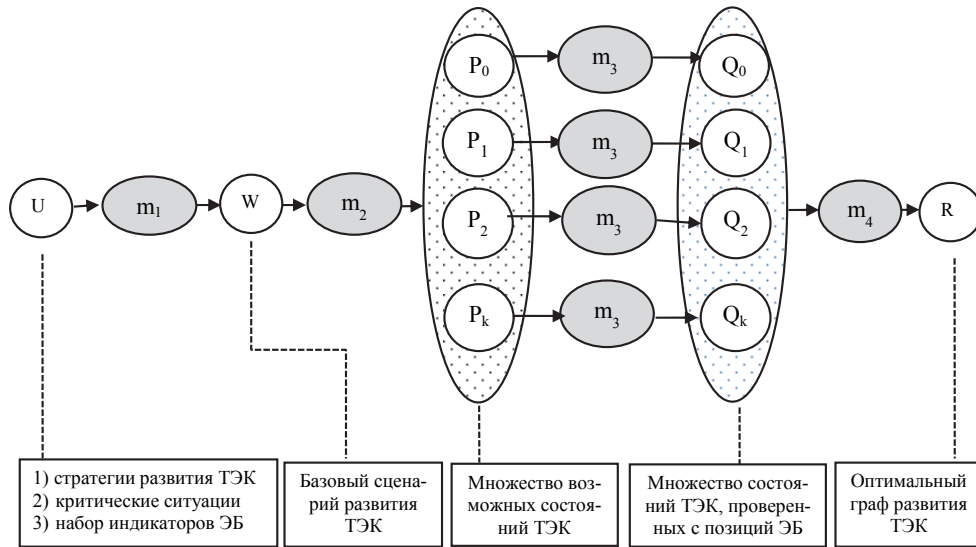 P0
m3
Q0
P1
m3
Q1
U
m1
W
m2
P2
m3
Q2
m4
R
Pk
m3
Qk
1) стратегии развития ТЭК
2) критические ситуации
3) набор индикаторов ЭБ
Базовый сцена-
рий развития
ТЭК
Множество воз-
можных состоя-
ний ТЭК
Множество состоя-
ний ТЭК, проверен-
ных с позиций ЭБ
Оптимальный
граф развития
ТЭК